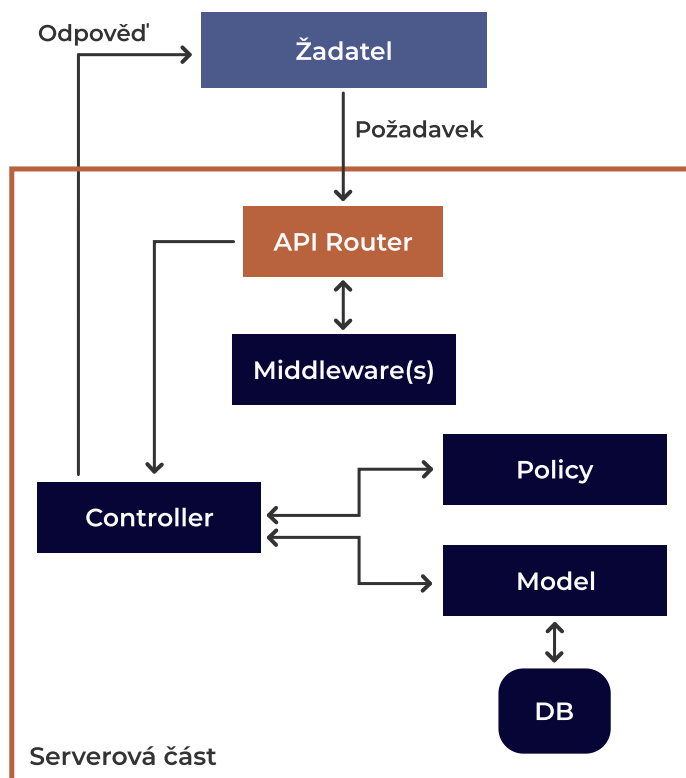 Odpověď
Žadatel
Požadavek
API Router
Middleware(s)
Policy
Controller
Model
DB
Serverová část